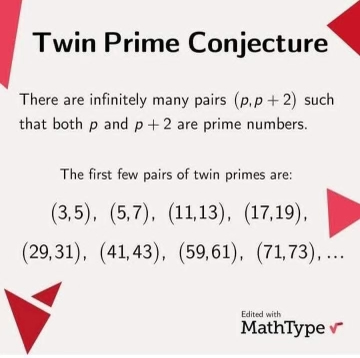 Twin Prime Conjecture
There are infinitely many pairs (p, p + 2) such
that both p and p + 2 are prime numbers.
The first few pairs of twin primes are:
(3,5), (5,7), (11,13), (17,19),
(29,31), (41,43), (59,61), (71,73), ...
Edited with
MathType